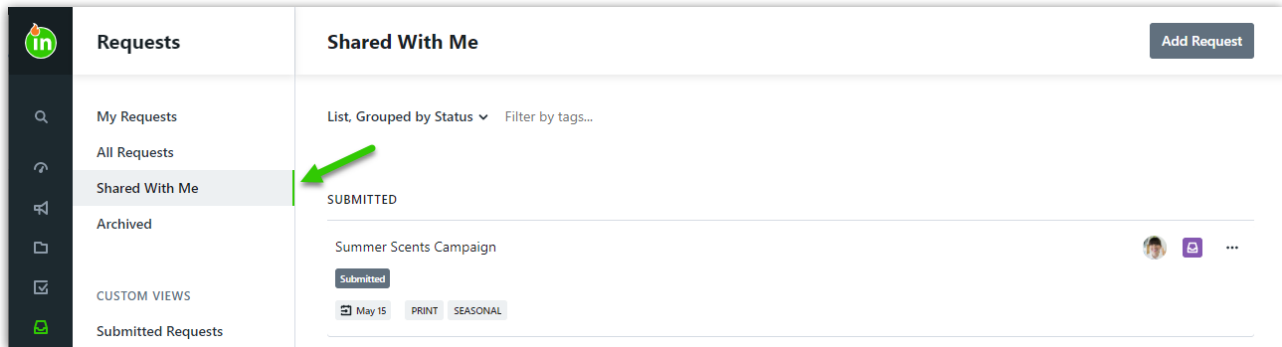 in
Requests
Shared With Me
Add Request
My Requests
All Requests
Shared With Me
Archived
CUSTOM VIEWS
Submitted Requests
List, Grouped by Status
Filter by tags...
SUBMITTED
Summer Scents Campaign
Submitted
May 15 PRINT SEASONAL